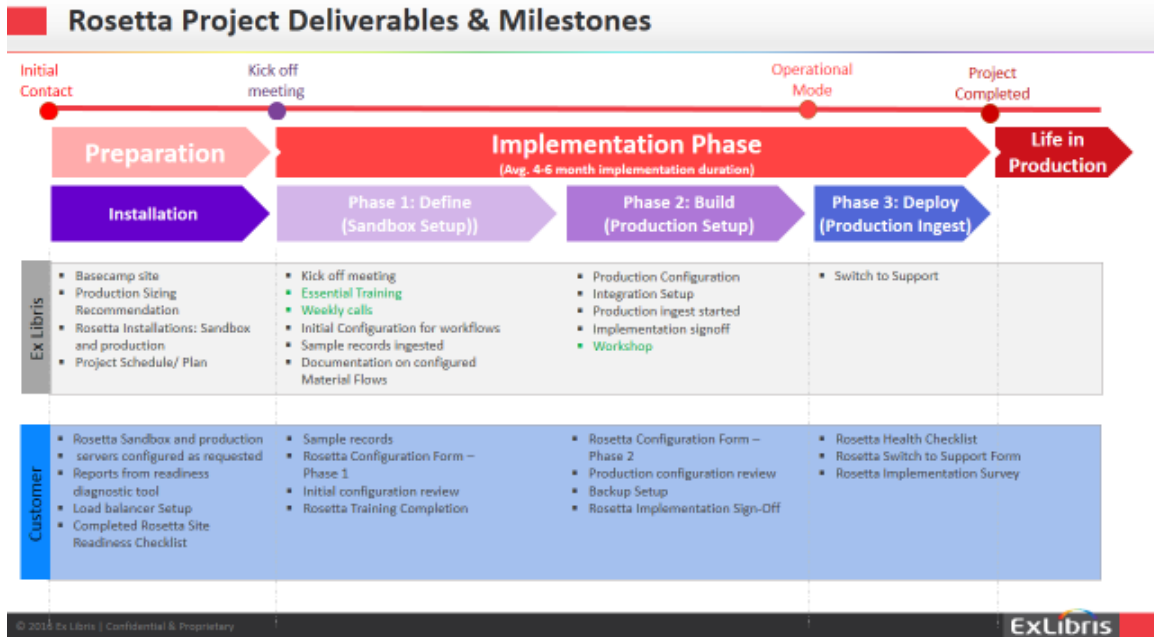 Rosetta Project Deliverables & Milestones
Initial
Contact
Kick off
meeting
Operational
Mode
Project
Completed
Preparation
Implementation Phase
(Avg. 4-6 month implementation duration)
Life in
Production
Installation
Phase 1: Define
(Sandbox Setup))
Phase 2: Build
(Production Setup)
Phase 3: Deploy
(Production Ingest)
Ex Libris
▪ Basecamp site
▪ Production Sizing
Recommendation
▪ Rosetta Installations: Sandbox
and production
▪ Project Schedule/ Plan
▪ Kick off meeting
▪ Essential Training
▪ Weekly calls
▪ Initial Configuration for workflows
▪ Sample records ingested
▪ Documentation on configured
Material Flows
▪ Production Configuration
▪ Integration Setup
▪ Production ingest started
▪ Implementation signoff
▪ Workshop
▪ Switch to Support
Customer
▪ Rosetta Sandbox and production
▪ servers configured as requested
▪ Reports from readiness
diagnostic tool
▪ Load balancer Setup
▪ Completed Rosetta Site
Readiness Checklist
▪ Sample records
▪ Rosetta Configuration Form –
Phase 1
▪ Initial configuration review
▪ Rosetta Training Completion
▪ Rosetta Configuration Form –
Phase 2
▪ Production configuration review
▪ Backup Setup
▪ Rosetta Implementation Sign-Off
▪ Rosetta Health Checklist
▪ Rosetta Switch to Support Form
▪ Rosetta Implementation Survey
© 2016 Ex Libris | Confidential & Proprietary
ExLibris